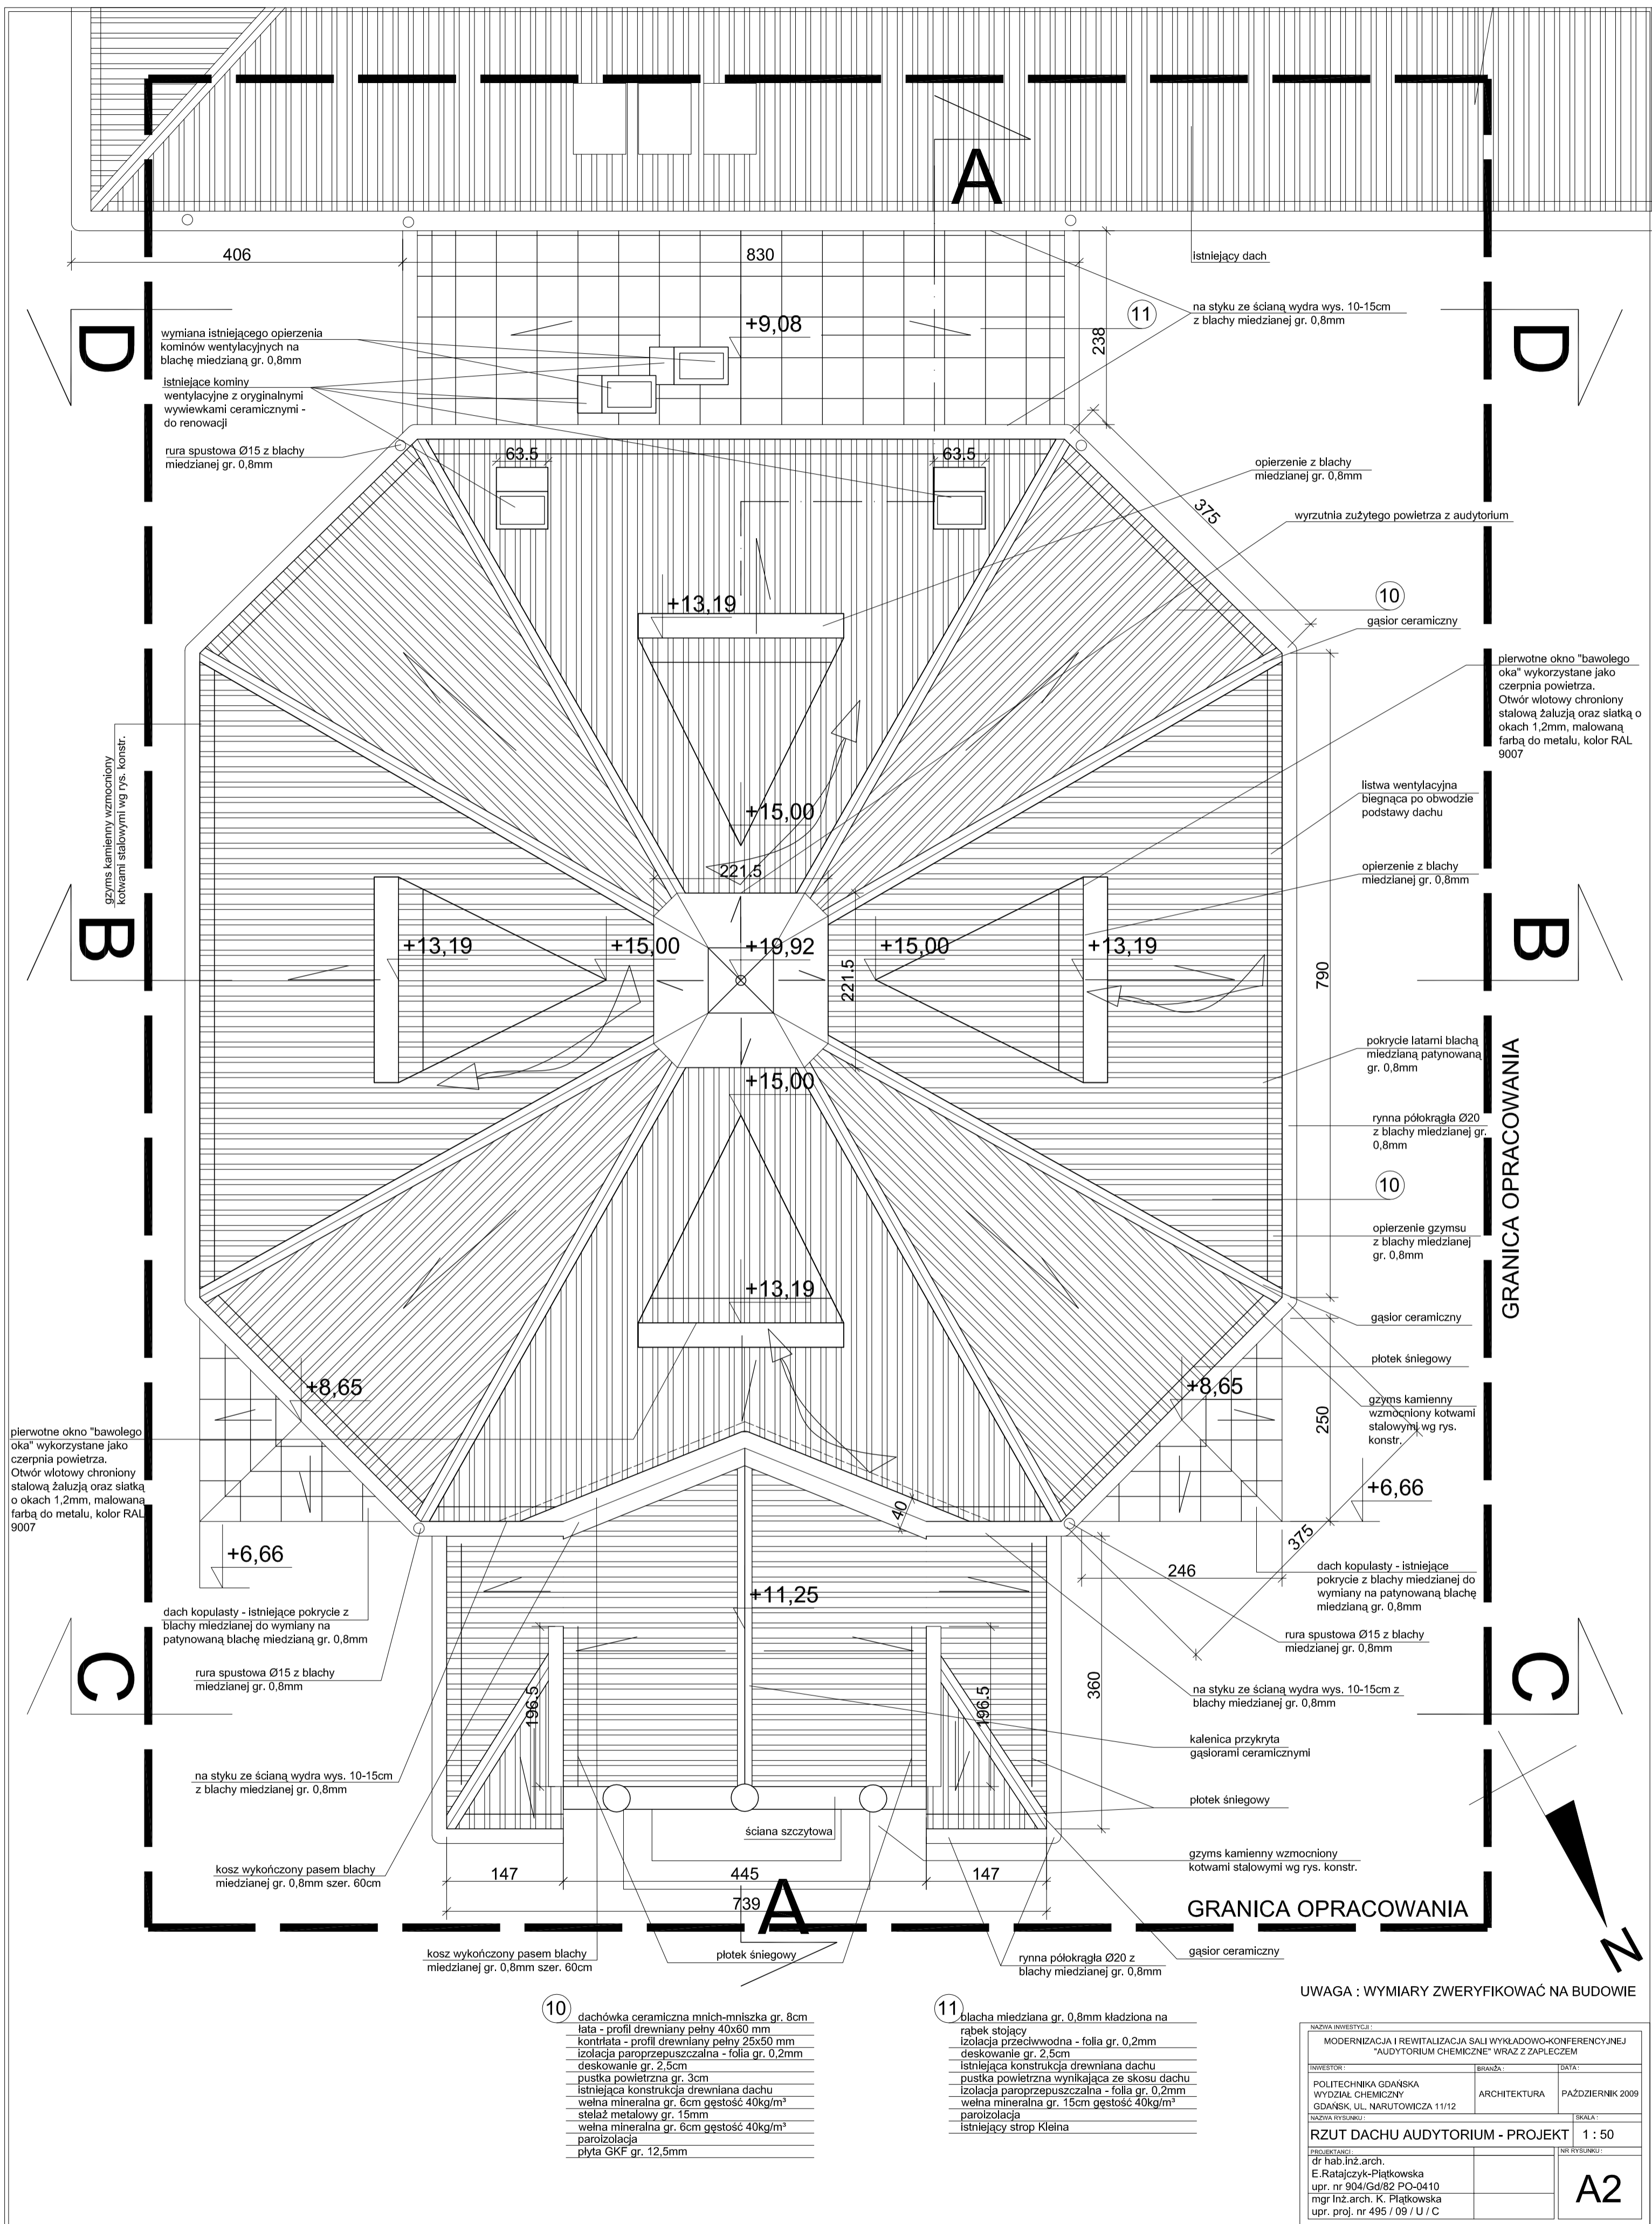 A
406
830
istniejący dach
na styku ze ścianą wydra wys. 10-15cm
z blachy miedzianej gr. 0,8mm
11
238
+9,08
D
D
wymiana istniejącego opierzenia
kominów wentylacyjnych na
blachę miedzianą gr. 0,8mm
istniejące kominy
wentylacyjne z oryginalnymi
wywiewkami ceramicznymi -
do renowacji
rura spustowa Ø15 z blachy
miedzianej gr. 0,8mm
63.5
63.5
opierzenie z blachy
miedzianej gr. 0,8mm
375
wyrzutnia zużytego powietrza z audytorium
10
gąsior ceramiczny
+13,19
pierwotne okno "bawolego
oka" wykorzystane jako
czerpnia powietrza.
Otwór wlotowy chroniony
stalową żaluzją oraz siatką o
okach 1,2mm, malowaną
farbą do metalu, kolor RAL
9007
gzyms kamienny wzmocniony
kotwami stalowymi wg rys. konstr.
listwa wentylacyjna
biegnąca po obwodzie
podstawy dachu
+15,00
221.5
opierzenie z blachy
miedzianej gr. 0,8mm
B
B
+13,19
+15,00
+19,92
+15,00
+13,19
221.5
790
pokrycie latarni blachą
miedzianą patynowaną
gr. 0,8mm
GRANICA OPRACOWANIA
+15,00
rynna półokrągła Ø20
z blachy miedzianej gr.
0,8mm
10
opierzenie gzymsu
z blachy miedzianej
gr. 0,8mm
+13,19
gąsior ceramiczny
płotek śniegowy
+8,65
+8,65
gzyms kamienny
wzmocniony kotwami
stalowymi wg rys.
konstr.
250
pierwotne okno "bawolego
oka" wykorzystane jako
czerpnia powietrza.
Otwór wlotowy chroniony
stalową żaluzją oraz siatką
o okach 1,2mm, malowaną
farbą do metalu, kolor RAL
9007
+6,66
40
375
+6,66
246
dach kopulasty - istniejące
pokrycie z blachy miedzianej do
wymiany na patynowaną blachę
miedzianą gr. 0,8mm
+11,25
dach kopulasty - istniejące pokrycie z
blachy miedzianej do wymiany na
patynowaną blachę miedzianą gr. 0,8mm
rura spustowa Ø15 z blachy
miedzianej gr. 0,8mm
rura spustowa Ø15 z blachy
miedzianej gr. 0,8mm
C
C
196.5
196.5
360
na styku ze ścianą wydra wys. 10-15cm z
blachy miedzianej gr. 0,8mm
kalenica przykryta
gąsiorami ceramicznymi
na styku ze ścianą wydra wys. 10-15cm
z blachy miedzianej gr. 0,8mm
płotek śniegowy
ściana szczytowa
gzyms kamienny wzmocniony
kotwami stalowymi wg rys. konstr.
kosz wykończony pasem blachy
miedzianej gr. 0,8mm szer. 60cm
147
445
147
739
A
GRANICA OPRACOWANIA
kosz wykończony pasem blachy
miedzianej gr. 0,8mm szer. 60cm
płotek śniegowy
rynna półokrągła Ø20 z
blachy miedzianej gr. 0,8mm
gąsior ceramiczny
N
UWAGA : WYMIARY ZWERYFIKOWAĆ NA BUDOWIE
10
dachówka ceramiczna mnich-mniszka gr. 8cm
łata - profil drewniany pełny 40x60 mm
kontrłata - profil drewniany pełny 25x50 mm
izolacja paroprzepuszczalna - folia gr. 0,2mm
deskowanie gr. 2,5cm
pustka powietrzna gr. 3cm
istniejąca konstrukcja drewniana dachu
wełna mineralna gr. 6cm gęstość 40kg/m³
stelaż metalowy gr. 15mm
wełna mineralna gr. 6cm gęstość 40kg/m³
paroizolacja
płyta GKF gr. 12,5mm
11
blacha miedziana gr. 0,8mm kładziona na
rąbek stojący
izolacja przeciwwodna - folia gr. 0,2mm
deskowanie gr. 2,5cm
istniejąca konstrukcja drewniana dachu
pustka powietrzna wynikająca ze skosu dachu
izolacja paroprzepuszczalna - folia gr. 0,2mm
wełna mineralna gr. 15cm gęstość 40kg/m³
paroizolacja
istniejący strop Kleina
NAZWA INWESTYCJI :
MODERNIZACJA I REWITALIZACJA SALI WYKŁADOWO-KONFERENCYJNEJ
"AUDYTORIUM CHEMICZNE" WRAZ Z ZAPLECZEM
INWESTOR :
BRANŻA :
DATA :
POLITECHNIKA GDAŃSKA
WYDZIAŁ CHEMICZNY
GDAŃSK, UL. NARUTOWICZA 11/12
ARCHITEKTURA
PAŹDZIERNIK 2009
NAZWA RYSUNKU :
SKALA :
RZUT DACHU AUDYTORIUM - PROJEKT
1 : 50
PROJEKTANCI :
NR RYSUNKU :
dr hab.inż.arch.
E.Ratajczyk-Piątkowska
upr. nr 904/Gd/82 PO-0410
mgr inż.arch. K. Piątkowska
upr. proj. nr 495 / 09 / U / C
A2